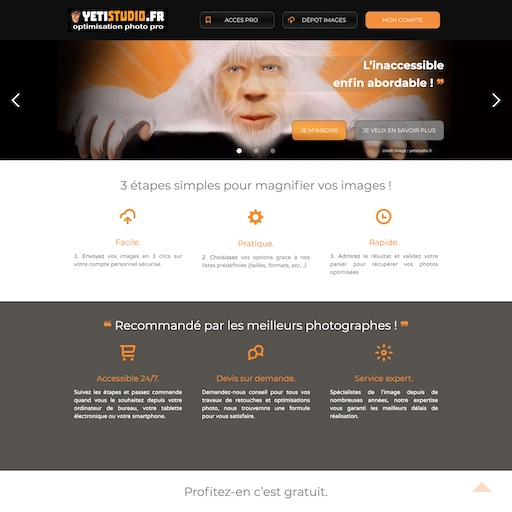 YETISTUDIO.FR
optimisation photo pro
ACCES PRO
DÉPOT IMAGES
MON COMPTE
L'inaccessible
enfin abordable ! ❞
JE M'INSCRIS
JE VEUX EN SAVOIR PLUS
credit image : yetistudio.fr
3 étapes simples pour magnifier vos images !
Facile.
1. Envoyez vos images en 3 clics sur
votre compte personnel sécurisé.
Pratique.
2. Choisissez vos options grace à nos
listes prédéfinies (tailles, formats, etc...).
Rapide.
3. Admirez le résultat et validez votre
panier pour récupérer vos photos
optimisées
❝ Recommandé par les meilleurs photographes ! ❞
Accessible 24/7.
Suivez les étapes et passez commande
quand vous le souhaitez depuis votre
ordinateur de bureau, votre tablette
électronique ou votre smartphone.
Devis sur demande.
Demandez-nous conseil pour tous vos
travaux de retouches et optimisations
photo, nous trouverons une formule
pour vous satisfaire.
Service expert.
Spécialistes de l'image depuis de
nombreuses années, notre expertise
vous garanti les meilleurs délais de
réalisation.
Profitez-en c'est gratuit.